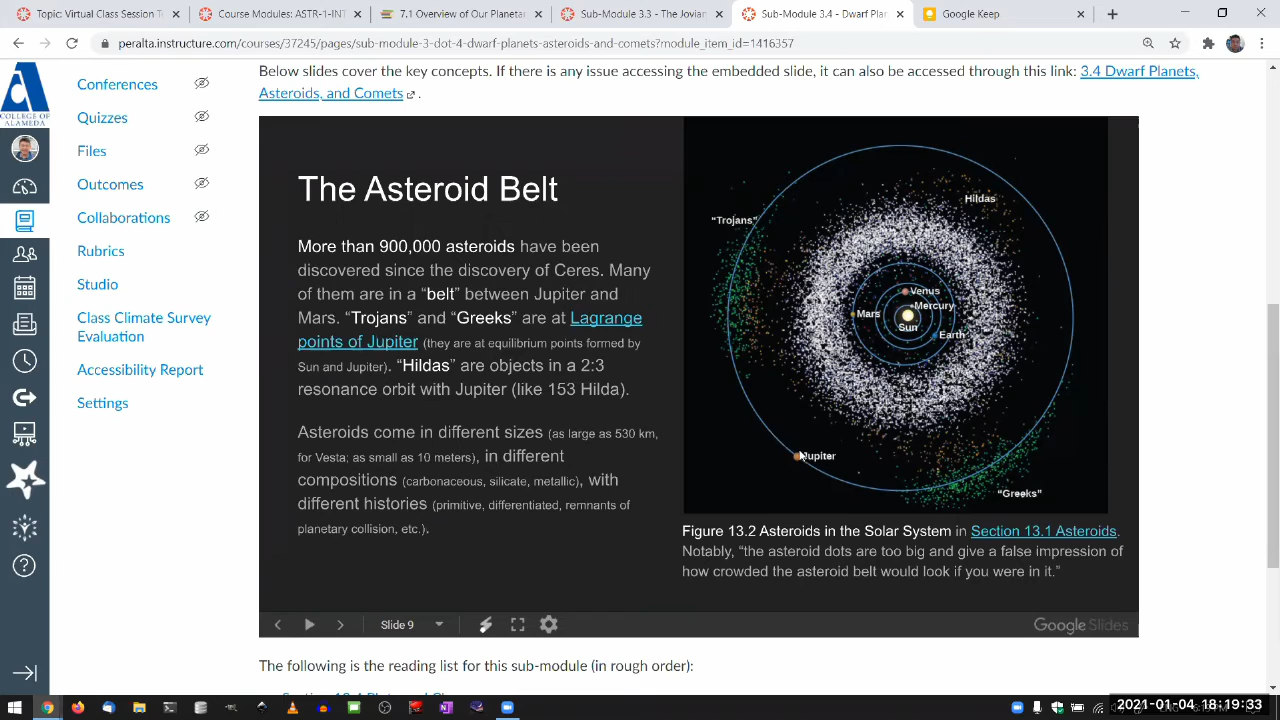 Session Topi
Course Modu
ASTR-1-INX
7.1 Overview of
Sub-Module 3.3 - The Jovian
Sub-Module 3.4 - Dwarf Plan
Google Keep
peralta.instructure.com/courses/37245/pages/sub-module-3-dot-4-dwarf-planets-asteroids-and-comets?module_item_id=1416357
COLLEGE OF
ALAMEDA
Conferences
Quizzes
Files
Outcomes
Collaborations
Rubrics
Studio
Class Climate Survey
Evaluation
Accessibility Report
Settings
Below slides cover the key concepts. If there is any issue accessing the embedded slide, it can also be accessed through this link: 3.4 Dwarf Planets,
Asteroids, and Comets .
The Asteroid Belt
More than 900,000 asteroids have been
discovered since the discovery of Ceres. Many
of them are in a “belt” between Jupiter and
Mars. “Trojans” and “Greeks” are at Lagrange
points of Jupiter (they are at equilibrium points formed by
Sun and Jupiter). “Hildas” are objects in a 2:3
resonance orbit with Jupiter (like 153 Hilda).
Asteroids come in different sizes (as large as 530 km,
for Vesta; as small as 10 meters), in different
compositions (carbonaceous, silicate, metallic), with
different histories (primitive, differentiated, remnants of
planetary collision, etc.).
Hildas
“Trojans”
Venus
Mercury
Mars
Sun
Earth
Jupiter
“Greeks”
Figure 13.2 Asteroids in the Solar System in Section 13.1 Asteroids.
Notably, “the asteroid dots are too big and give a false impression of
how crowded the asteroid belt would look if you were in it.”
Slide 9
Google Slides
The following is the reading list for this sub-module (in rough order):
2021-01-04 18:19:33